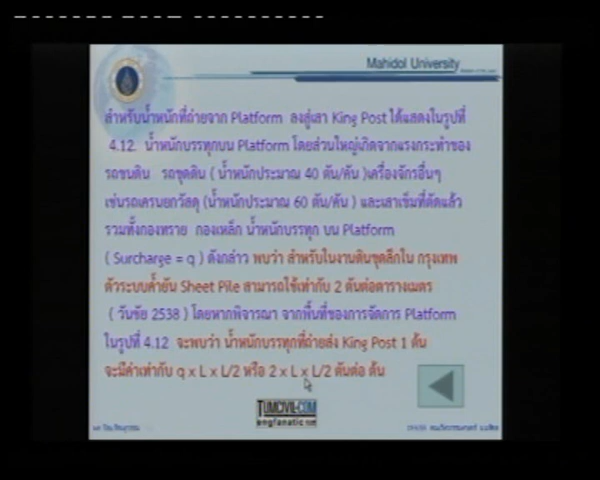 Mahidol University
สำหรับน้ำหนักที่ถ่ายจาก Platform ลงสู่เสา King Post ได้แสดงในรูปที่
4.12. น้ำหนักบรรทุกบน Platform โดยส่วนใหญ่เกิดจากแรงกระทำของ
รถขนดิน รถขุดดิน ( น้ำหนักประมาณ 40 ตัน/คัน )เครื่องจักรอื่นๆ
เช่นรถเครนยกวัสดุ (น้ำหนักประมาณ 60 ตัน/คัน ) และเสาเข็มที่ตัดแล้ว
รวมทั้งกองทราย กองเหล็ก น้ำหนักบรรทุก บน Platform
( Surcharge = q ) ดังกล่าว พบว่า สำหรับในงานดินขุดลึกใน กรุงเทพ
ตัวระบบค้ำยัน Sheet Pile สามารถใช้เท่ากับ 2 ตันต่อตารางเมตร
( วันชัย 2538 ) โดยหากพิจารณา จากพื้นที่ของการจัดการ Platform
ในรูปที่ 4.12 จะพบว่า น้ำหนักบรรทุกที่ถ่ายส่ง King Post 1 ต้น
จะมีค่าเท่ากับ q x L x L/2 หรือ 2 x L x L/2 ตันต่อ ต้น
TUMCIVIL.COM
engfanatic